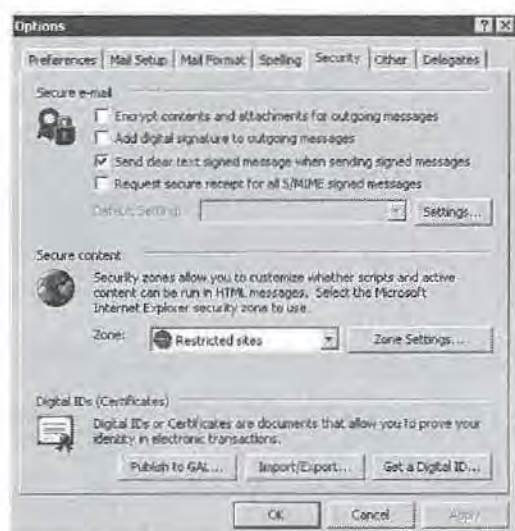 Options
Preferences Mail Setup Mail Format Spelling Security Other Delegates
Secure e-mail
Encrypt contents and attachments for outgoing messages
Add digital signature to outgoing messages
Send clear text signed message when sending signed messages
Request secure receipt for all S/MIME signed messages
Default Setting: Settings...
Secure content
Security zones allow you to customize whether scripts and active
content can be run in HTML messages. Select the Microsoft
Internet Explorer security zone to use.
Zone: Restricted sites Zone Settings...
Digital IDs (Certificates)
Digital IDs or Certificates are documents that allow you to prove your
identity in electronic transactions.
Publish to GAL... Import/Export... Get a Digital ID...
OK Cancel Apply